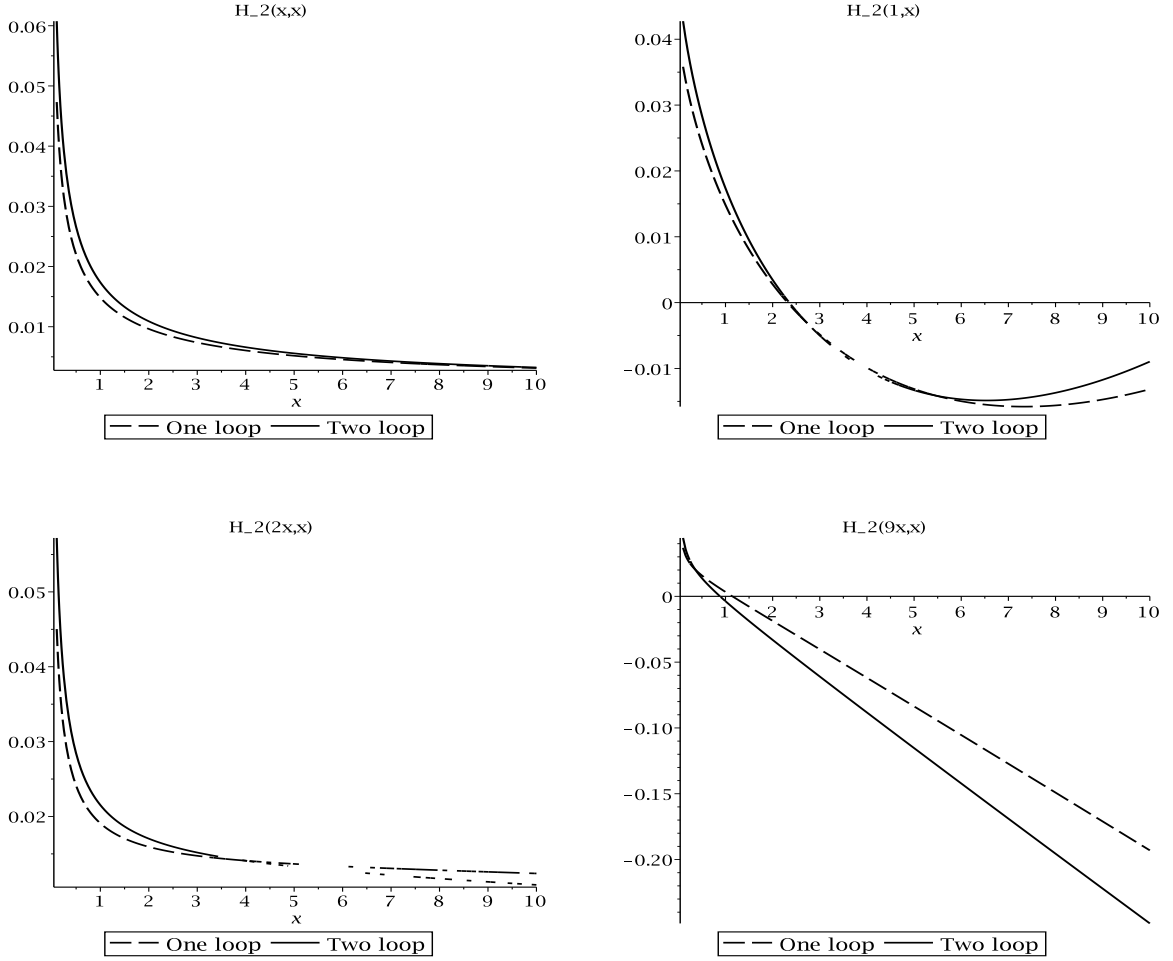 H_2(x,x)
0.06
0.05
0.04
0.03
0.02
0.01
1 2 3 4 5 6 7 8 9 10
x
One loop Two loop
H_2(1,x)
0.04
0.03
0.02
0.01
0
1 2 3 4 5 6 7 8 9 10
x
−0.01
One loop Two loop
H_2(2x,x)
0.05
0.04
0.03
0.02
1 2 3 4 5 6 7 8 9 10
x
One loop Two loop
H_2(9x,x)
0
1 2 3 4 5 6 7 8 9 10
x
−0.05
−0.10
−0.15
−0.20
One loop Two loop